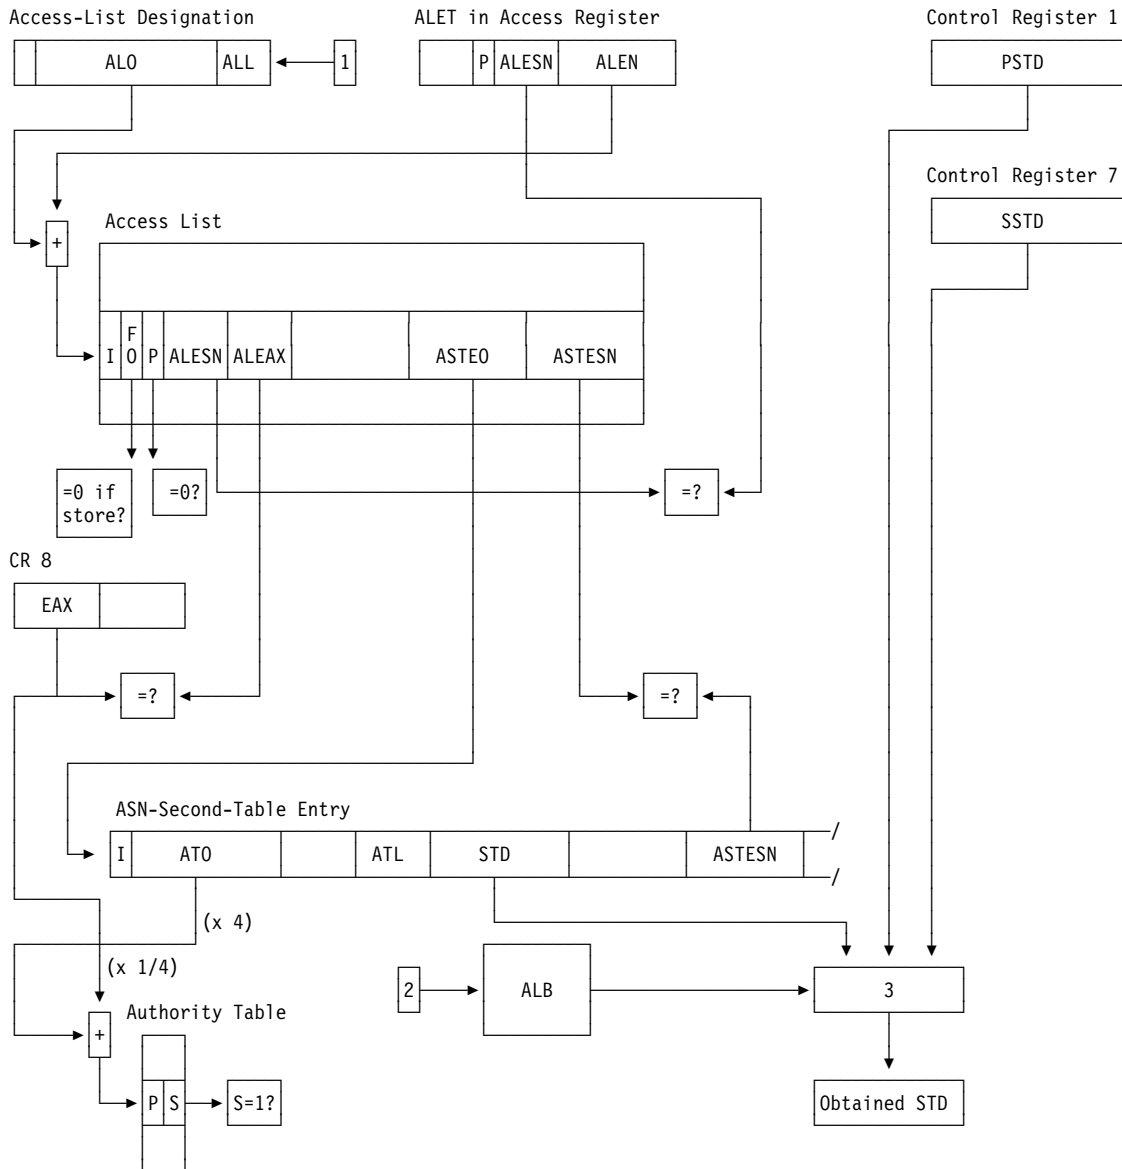 Access-List Designation
ALET in Access Register
Control Register 1
ALO
ALL
1
P
ALESN
ALEN
PSTD
Control Register 7
SSTD
Access List
+
I
F
O
P
ALESN
ALEAX
ASTEO
ASTESN
=0 if
store?
=0?
=?
CR 8
EAX
=?
=?
ASN-Second-Table Entry
I
ATO
ATL
STD
ASTESN
(x 4)
(x 1/4)
2
ALB
3
Authority Table
+
P
S
S=1?
Obtained STD